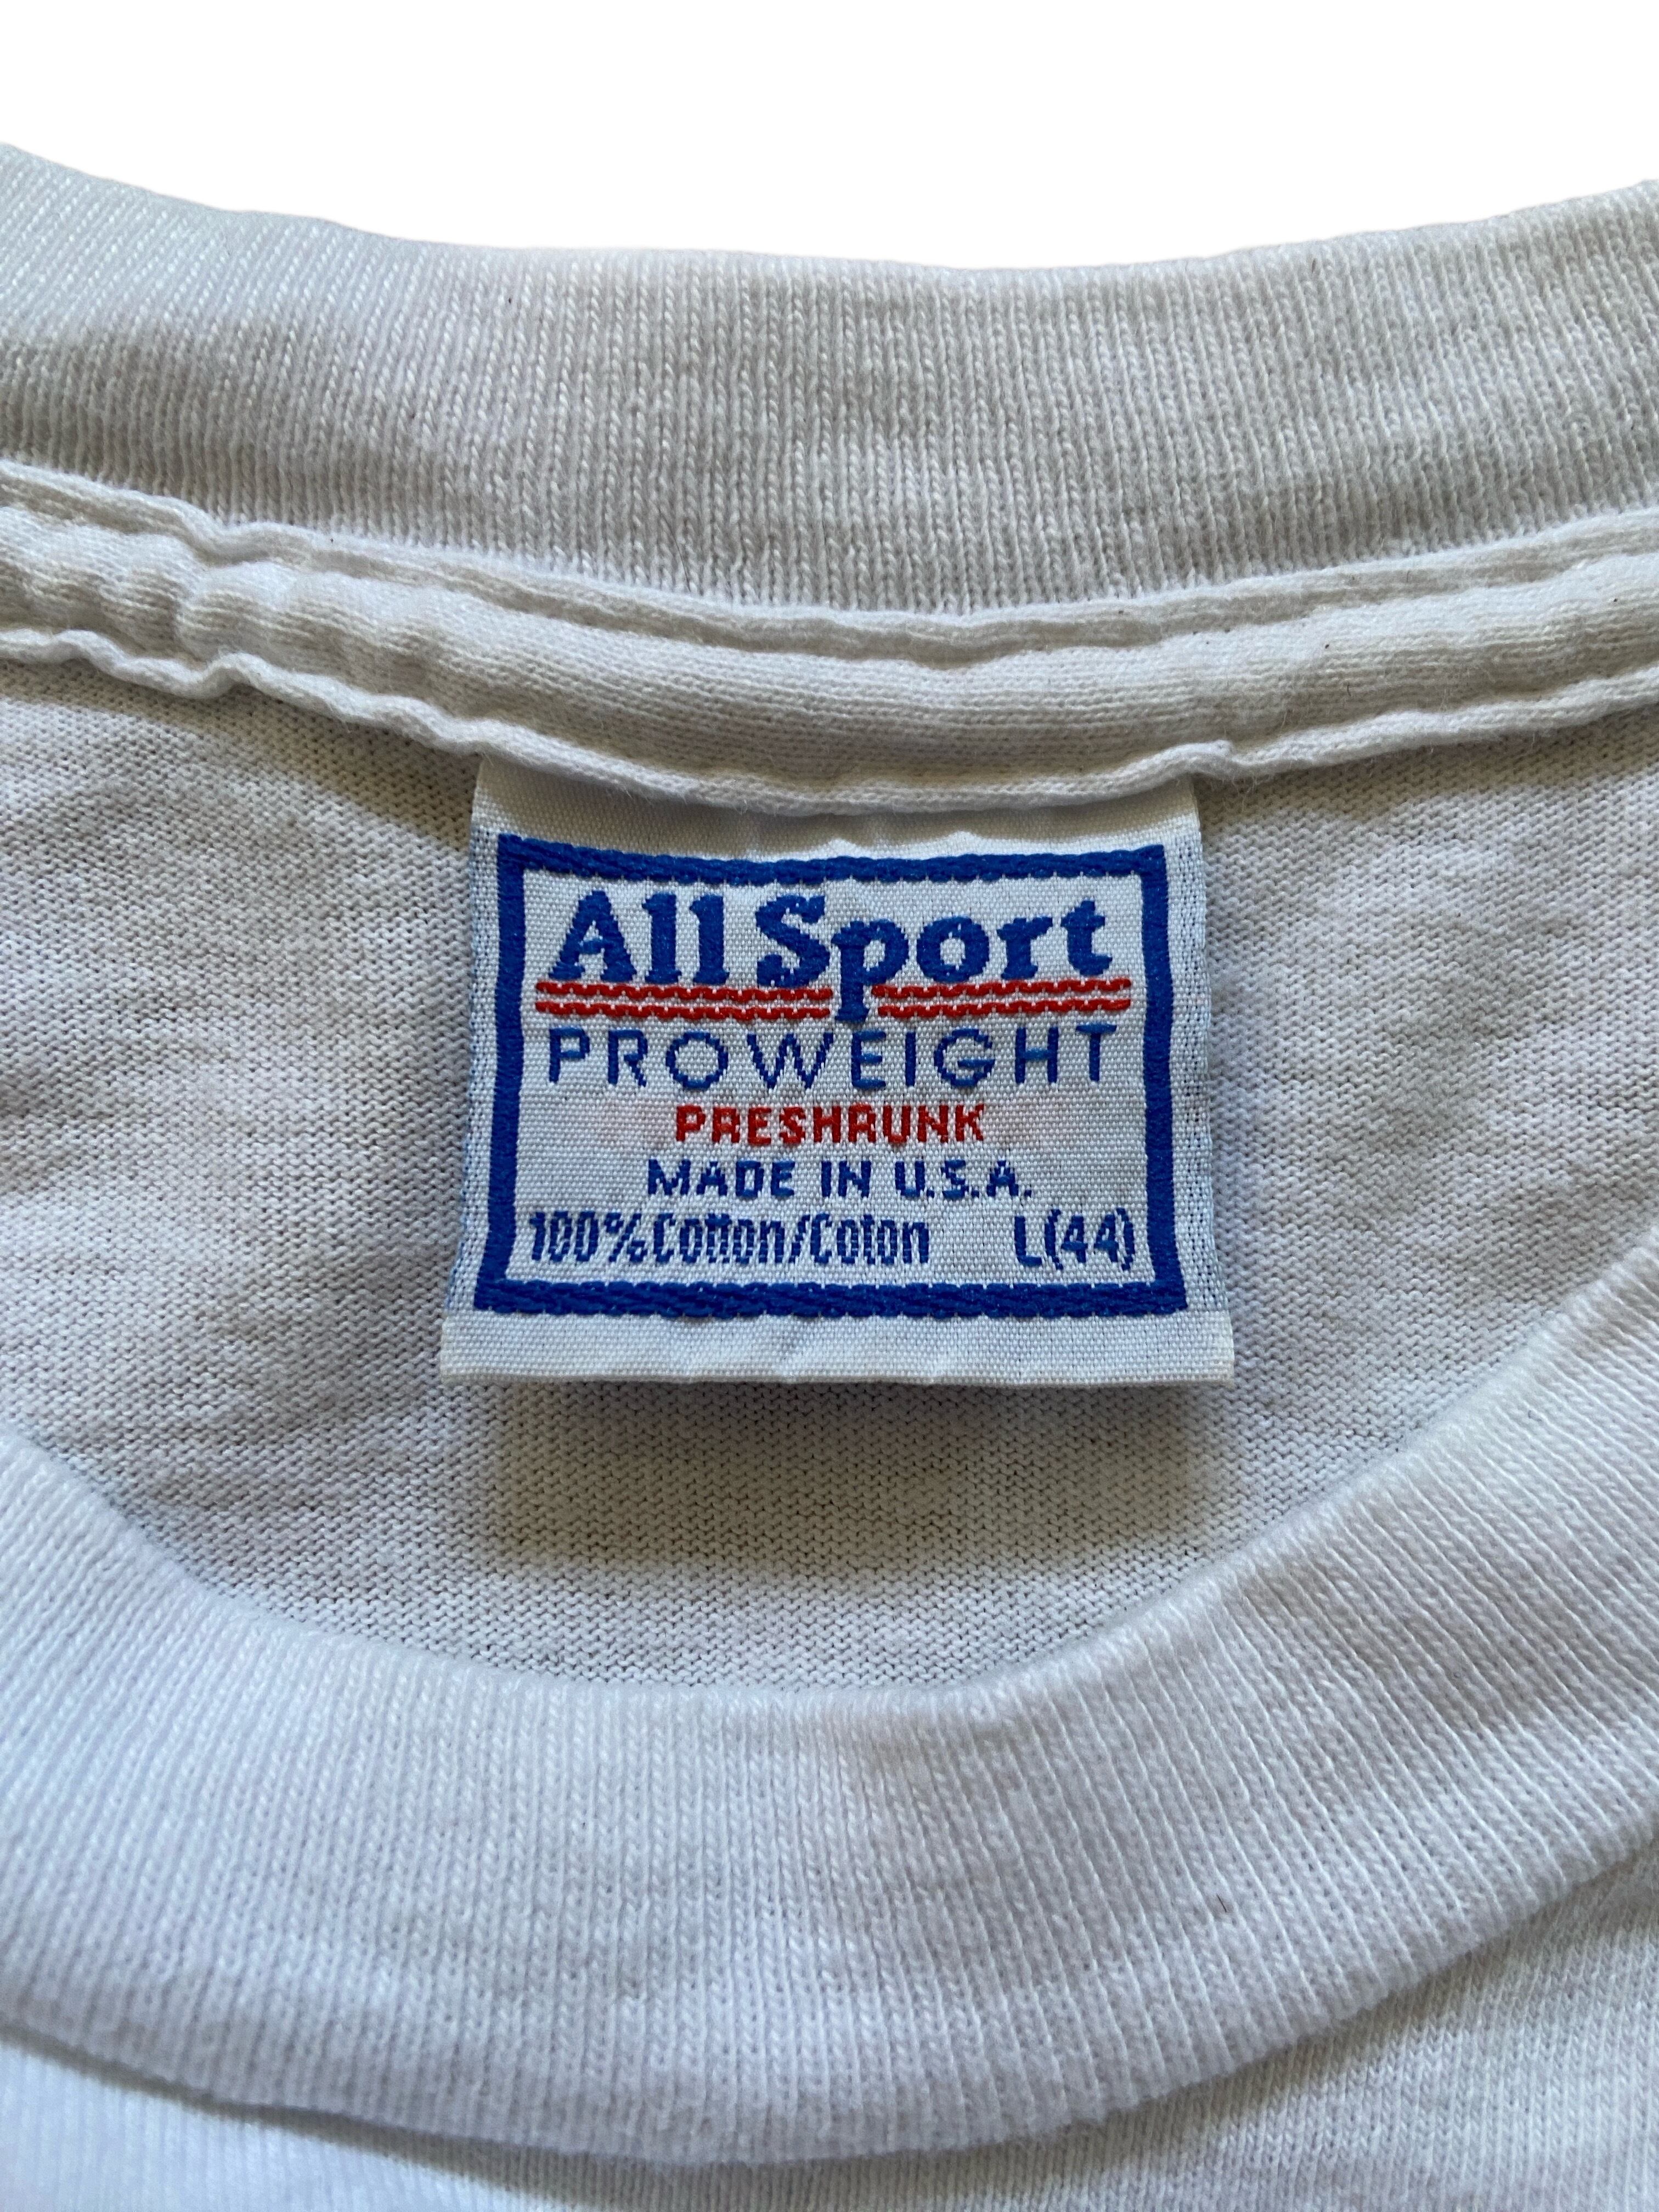 All Sport
PROWEIGHT
PRESHRUNK
MADE IN U.S.A.
100% Cotton/Coton L(44)